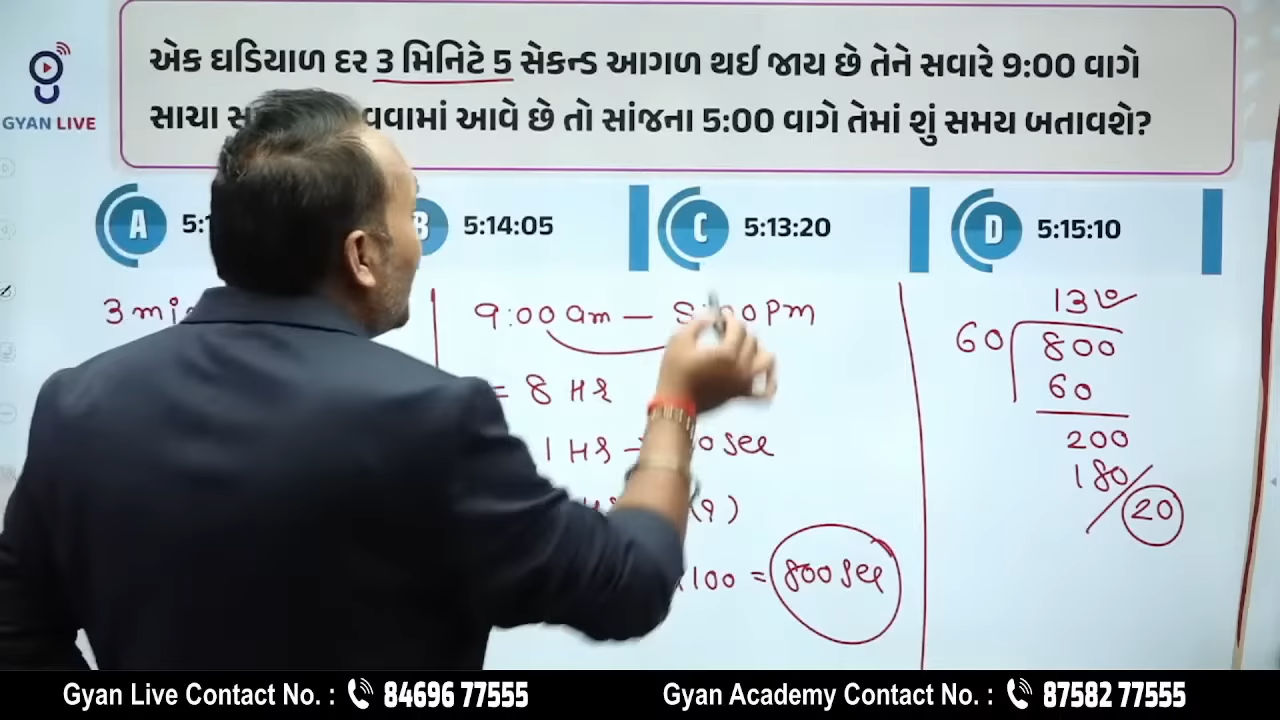 એક ઘડિયાળ દર 3 મિનિટે 5 સેકન્ડ આગળ થઈ જાય છે તેને સવારે 9:00 વાગે
સાચા આવે છે તો સાંજના 5:00 વાગે તેમાં શું સમય બતાવશે?
GYAN LIVE
A
B 5:14:05
C 5:13:20
D 5:15:10
3 min
9:00 am — 5:00 pm
= 8 Hr
1 Hr - sec
(?)
100 = 800 sec
13
60 800
60
200
180
20
Gyan Live Contact No. : 84696 77555
Gyan Academy Contact No. : 87582 77555